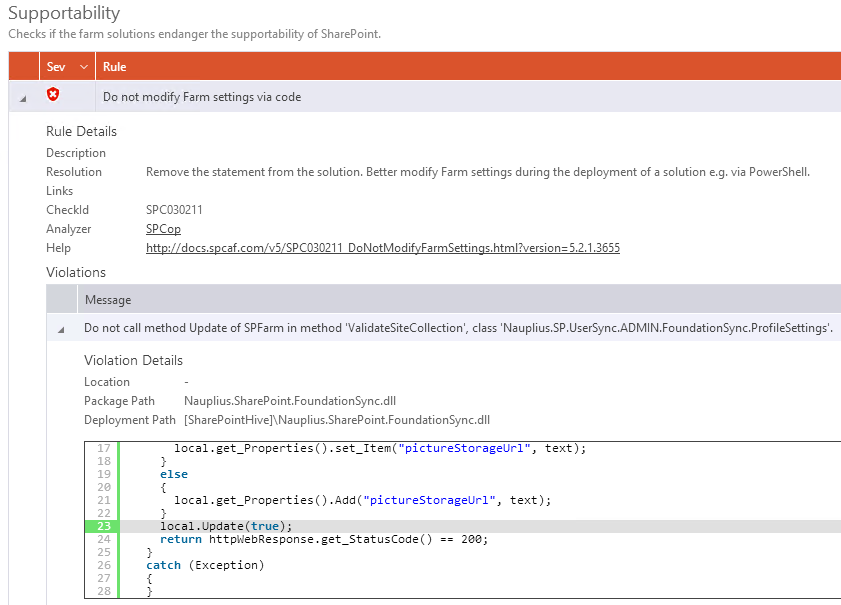 Supportability
Checks if the farm solutions endanger the supportability of SharePoint.
Sev Rule
Do not modify Farm settings via code
Rule Details
Description
Resolution Remove the statement from the solution. Better modify Farm settings during the deployment of a solution e.g. via PowerShell.
Links
CheckId SPC030211
Analyzer SPCop
Help http://docs.spcaf.com/v5/SPC030211_DoNotModifyFarmSettings.html?version=5.2.1.3655
Violations
Message
Do not call method Update of SPFarm in method 'ValidateSiteCollection', class 'Nauplius.SP.UserSync.ADMIN.FoundationSync.ProfileSettings'.
Violation Details
Location -
Package Path Nauplius.SharePoint.FoundationSync.dll
Deployment Path [SharePointHive]\Nauplius.SharePoint.FoundationSync.dll
17 local.get_Properties().set_Item("pictureStorageUrl", text);
18 }
19 else
20 {
21 local.get_Properties().Add("pictureStorageUrl", text);
22 }
23 local.Update(true);
24 return httpWebResponse.get_StatusCode() == 200;
25 }
26 catch (Exception)
27 {
28 }